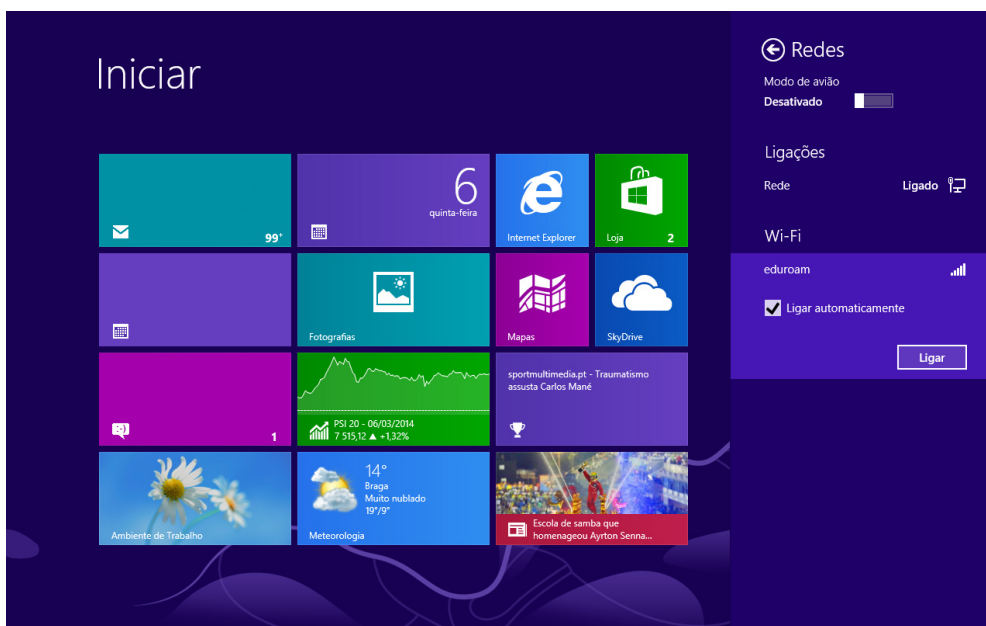 Iniciar
99+
6
quinta-feira
Internet Explorer
Loja
2
Fotografias
Mapas
SkyDrive
1
PSI 20 - 06/03/2014
7 515,12 ▲ +1,32%
sportmultimedia.pt - Traumatismo
assusta Carlos Mané
Ambiente de Trabalho
14°
Braga
Muito nublado
19°/9°
Meteorologia
Escola de samba que
homenageou Ayrton Senna...
Redes
Modo de avião
Desativado
Ligações
Rede Ligado
Wi-Fi
eduroam
Ligar automaticamente
Ligar